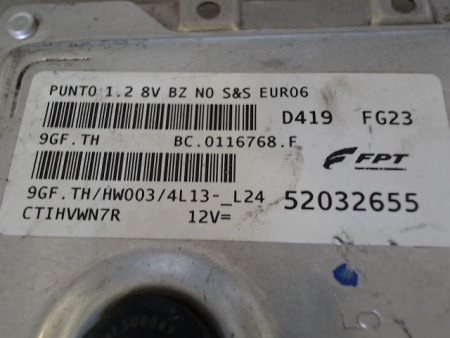 PUNTO 1.2 8V BZ NO S&S EURO6
D419 FG23
9GF.TH BC.0116768.F
FPT
9GF.TH/HW003/4L13-_L24 52032655
CTIHVWN7R 12V=